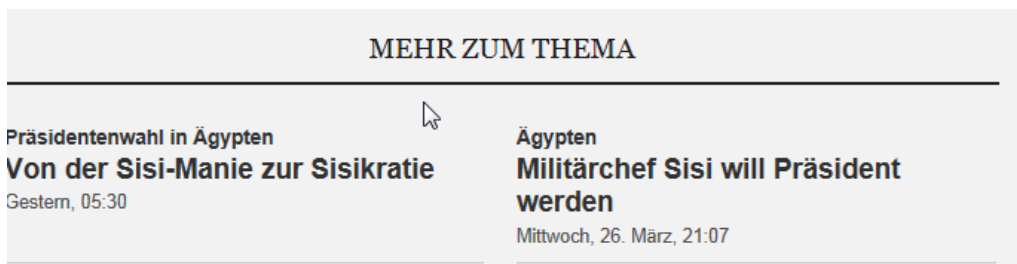 MEHR ZUM THEMA
Präsidentenwahl in Ägypten
Von der Sisi-Manie zur Sisikratie
Gestern, 05:30
Ägypten
Militärchef Sisi will Präsident
werden
Mittwoch, 26. März, 21:07